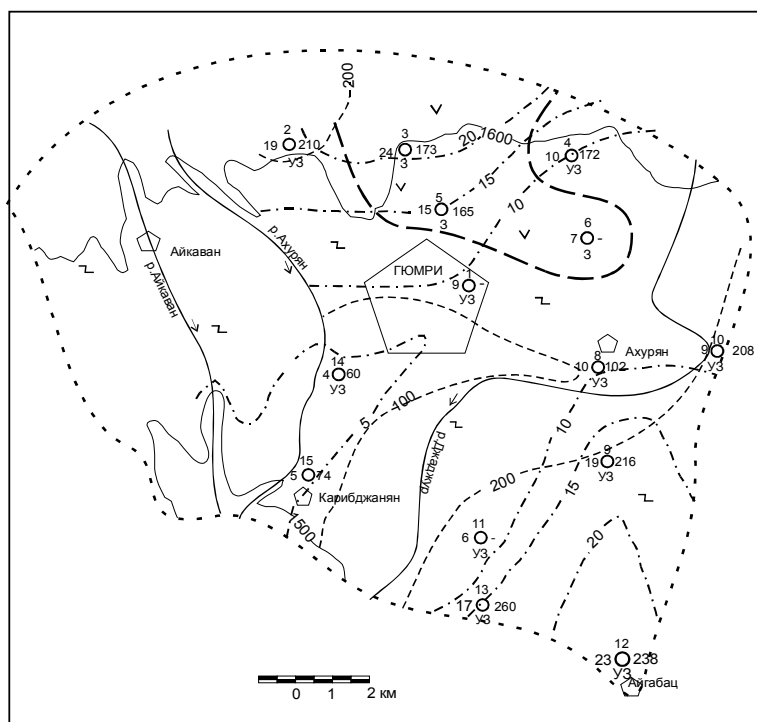 200
2
19 210
УЗ
3
24 173
3
20
1600
4
10 172
УЗ
15
10
5
15 165
3
6
7 -
3
Айкаван
р.Айкаван
р.Ахурян
ГЮМРИ
1
9 -
УЗ
Ахурян
8
10 102
УЗ
10
9 208
УЗ
14
4 60
УЗ
5
100
р.Джаджур
10
15
5 74
Карибджанян
1500
9
19 216
УЗ
200
15
20
11
6 -
УЗ
13
17 260
УЗ
12
23 238
УЗ
Айгабац
0 1 2 км